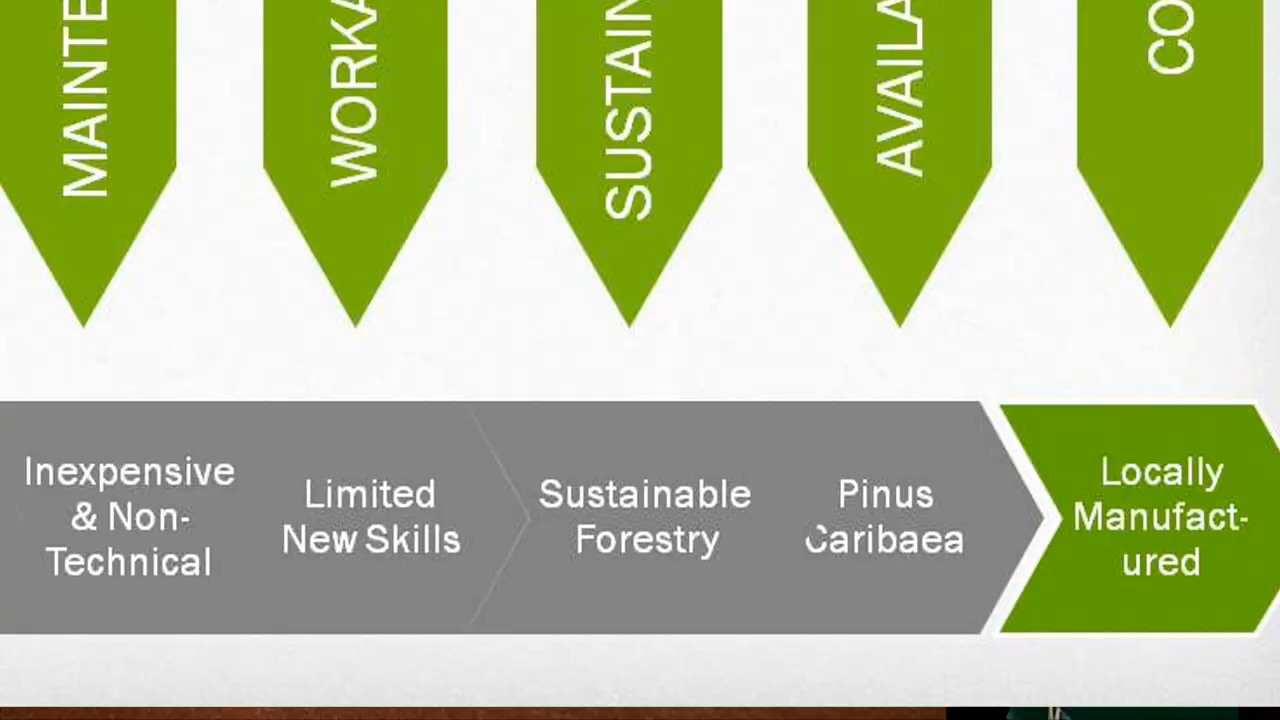 MAINTE
WORKA
SUSTAIN
AVAILA
CO
Inexpensive
& Non-
Technical
Limited
New Skills
Sustainable
Forestry
Pinus
Caribaea
Locally
Manufact-
ured